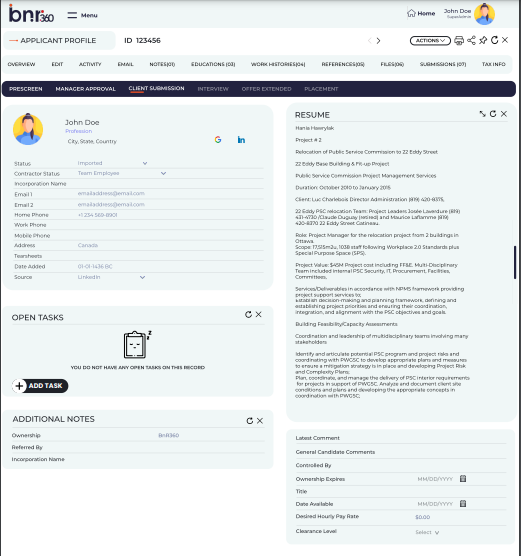 bnr360
Menu
Home
John Doe
SuperAdmin
APPLICANT PROFILE
ID 123456
ACTIONS
OVERVIEW EDIT ACTIVITY EMAIL NOTES(01) EDUCATIONS (03) WORK HISTORIES(04) REFERENCES(05) FILES(06) SUBMISSIONS (07) TAX INFO
PRESCREEN MANAGER APPROVAL CLIENT SUBMISSION INTERVIEW OFFER EXTENDED PLACEMENT
John Doe
Profession
City, State, Country
Status Imported
Contractor Status Team Employee
Incorporation Name
Email 1 emailaddress@email.com
Email 2 emailaddress@email.com
Home Phone +1 234 569-8901
Work Phone
Mobile Phone
Address Canada
Tearsheets
Date Added 01-01-1436 BC
Source LinkedIn
OPEN TASKS
YOU DO NOT HAVE ANY OPEN TASKS ON THIS RECORD
ADD TASK
ADDITIONAL NOTES
Ownership BnR360
Referred By
Incorporation Name
RESUME
Hania Hawrylak
Project # 2
Relocation of Public Service Commission to 22 Eddy Street
22 Eddy Base Building & Fit-up Project
Public Service Commission Project Management Services
Duration: October 2010 to January 2015
Client: Luc Charlebois Director Administration (819) 420-8375,
22 Eddy PSC relocation Team: Project Leaders Josée Laverdure (819)
431-4730 /Claude Duguay (retired) and Maurice Laflamme (819)
420-8370 22 Eddy Street Gatineau.
Role: Project Manager for the relocation project from 2 buildings in
Ottawa.
Scope: 17,515m2u, 1038 staff following Workplace 2.0 Standards plus
Special Purpose Space (SPS).
Project Value: $45M Project cost including FF&E. Multi-Disciplinary
Team included internal PSC Security, IT, Procurement, Facilities,
Committees.
Services/Deliverables in accordance with NPMS framework providing
project support services to:
Establish decision-making and planning framework, defining and
establishing project priorities and ensuring their coordination,
integration, and alignment with the PSC objectives and goals.
Building Feasibility/Capacity Assessments
Coordination and leadership of multidisciplinary teams involving many
stakeholders
Identify and articulate potential PSC program and project risks and
coordinating with PWGSC to develop appropriate plans and measures
to ensure a mitigation strategy is in place and developing Project Risk
and Complexity Plans;
Plan, coordinate, and manage the delivery of PSC interior requirements
for projects in support of PWGSC. Analyze and document client site
conditions and plans and developing the appropriate concepts in
coordination with PWGSC;
Latest Comment
General Candidate Comments
Controlled By
Ownership Expires MM/DD/YYYY
Title
Date Available MM/DD/YYYY
Desired Hourly Pay Rate $0.00
Clearance Level Select